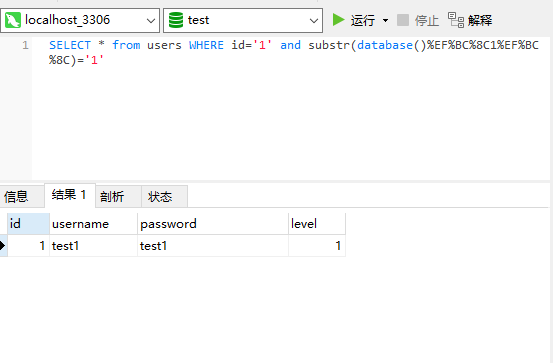 localhost_3306 test 运行 停止 解释
1 SELECT * from users WHERE id='1' and substr(database()%EF%BC%8C1%EF%BC
%8C)='1'
信息 结果 1 剖析 状态
id username password level
1 test1 test1 1